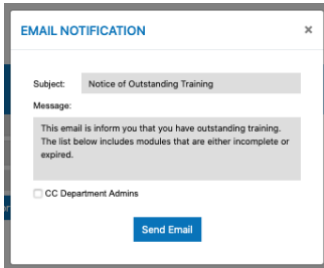 EMAIL NOTIFICATION ×
Subject: Notice of Outstanding Training
Message:
This email is inform you that you have outstanding training.
The list below includes modules that are either incomplete or
expired.
CC Department Admins
Send Email